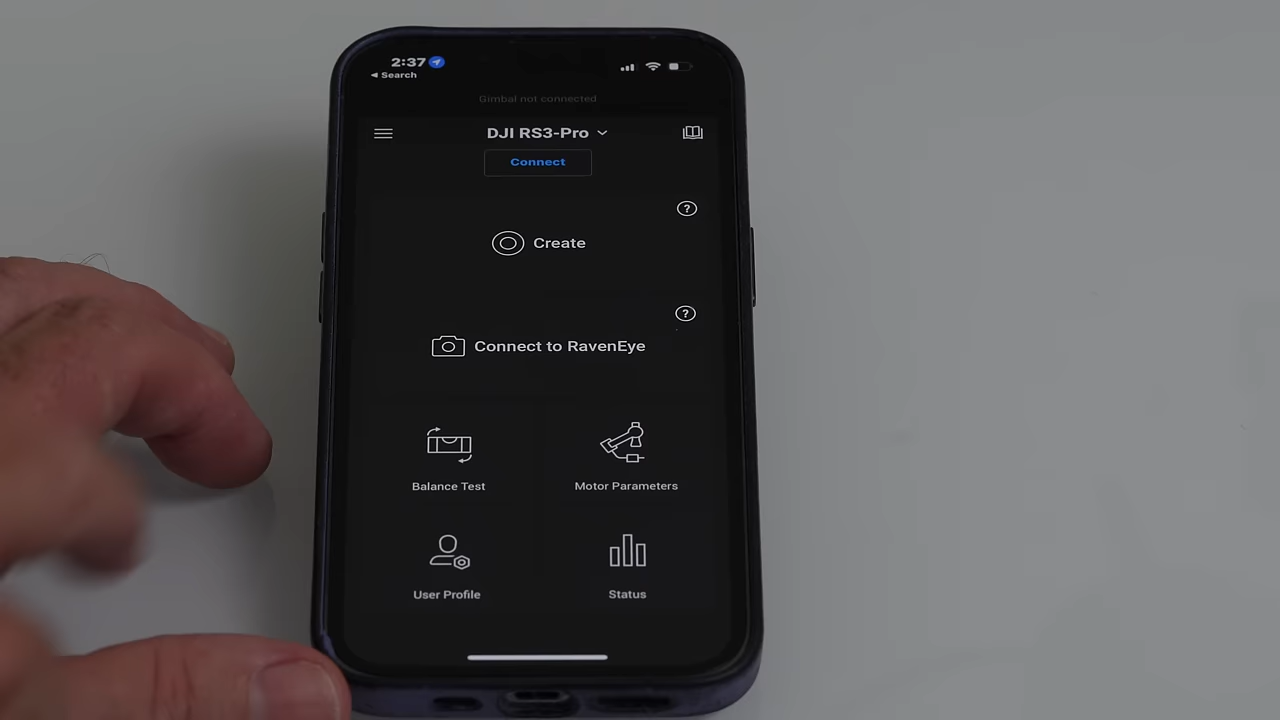 2:37
◀ Search
Gimbal not connected
DJI RS3-Pro
Connect
?
Create
?
Connect to RavenEye
Balance Test
Motor Parameters
User Profile
Status